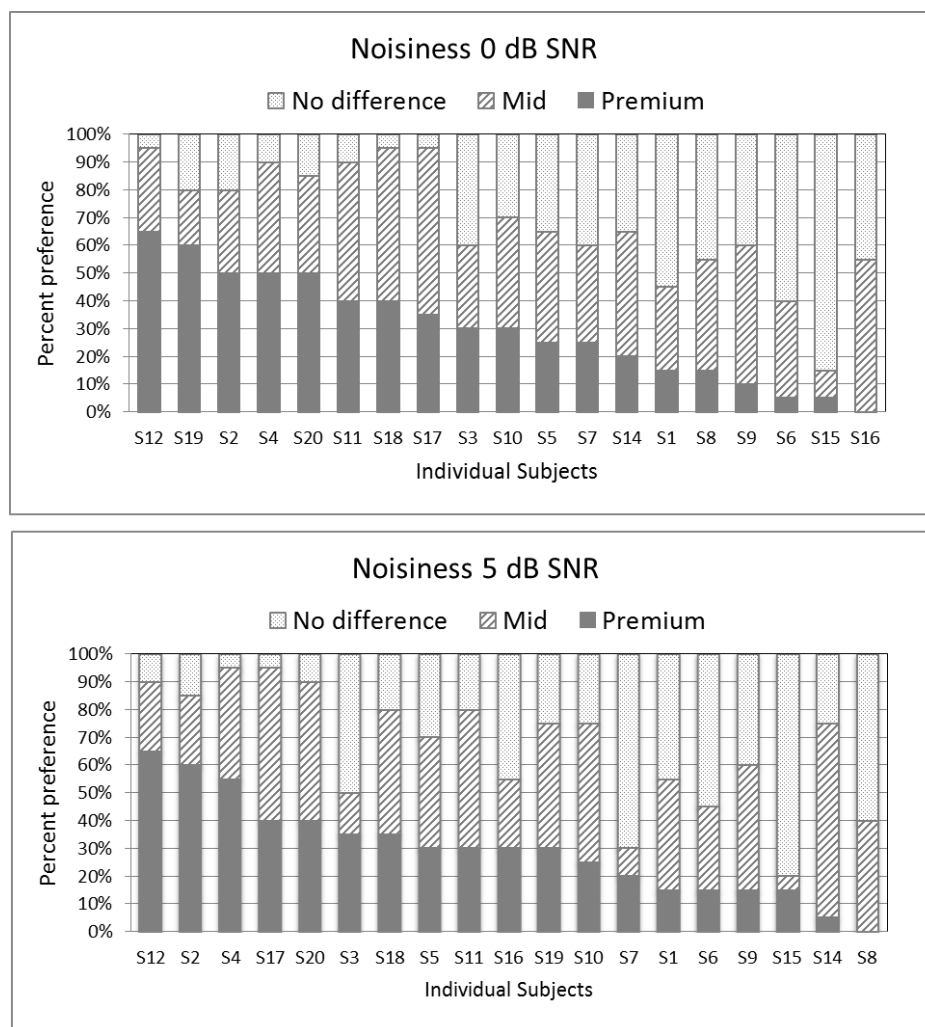 Noisiness 0 dB SNR
No difference Mid Premium
Percent preference
100%
90%
80%
70%
60%
50%
40%
30%
20%
10%
0%
S12 S19 S2 S4 S20 S11 S18 S17 S3 S10 S5 S7 S14 S1 S8 S9 S6 S15 S16
Individual Subjects
Noisiness 5 dB SNR
No difference Mid Premium
Percent preference
100%
90%
80%
70%
60%
50%
40%
30%
20%
10%
0%
S12 S2 S4 S17 S20 S3 S18 S5 S11 S16 S19 S10 S7 S1 S6 S9 S15 S14 S8
Individual Subjects